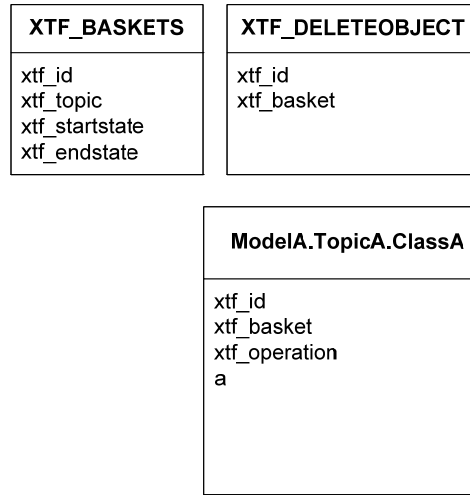 XTF_BASKETS
xtf_id
xtf_topic
xtf_startstate
xtf_endstate
XTF_DELETEOBJECT
xtf_id
xtf_basket
ModelA.TopicA.ClassA
xtf_id
xtf_basket
xtf_operation
a